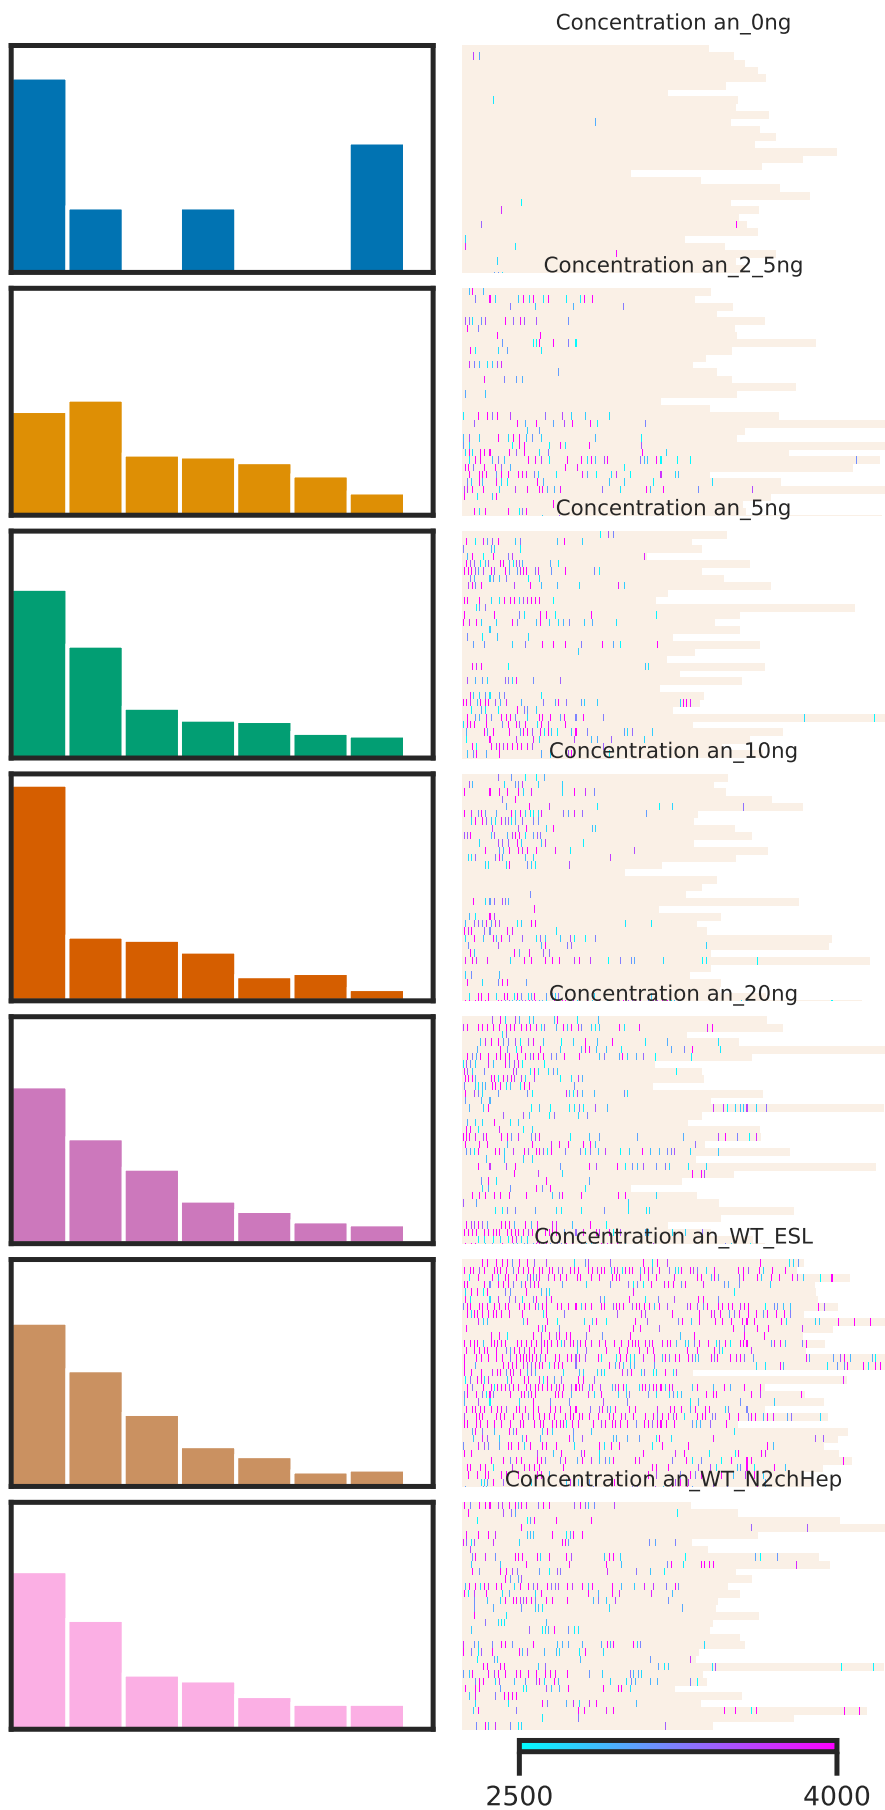 Concentration an_0ng
Concentration an_2_5ng
Concentration an_5ng
Concentration an_10ng
Concentration an_20ng
Concentration an_WT_ESL
Concentration an_WT_N2chHep
2500 4000